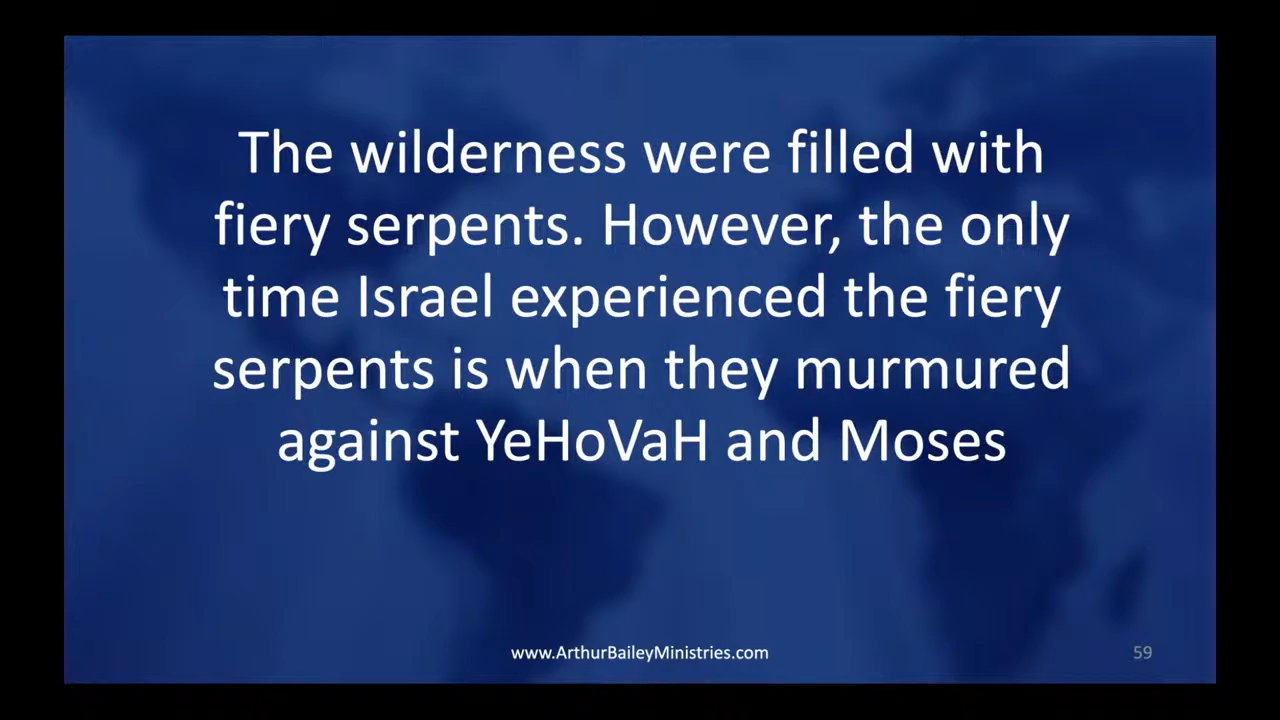 The wilderness were filled with
fiery serpents. However, the only
time Israel experienced the fiery
serpents is when they murmured
against YeHoVaH and Moses
www.ArthurBaileyMinistries.com
59